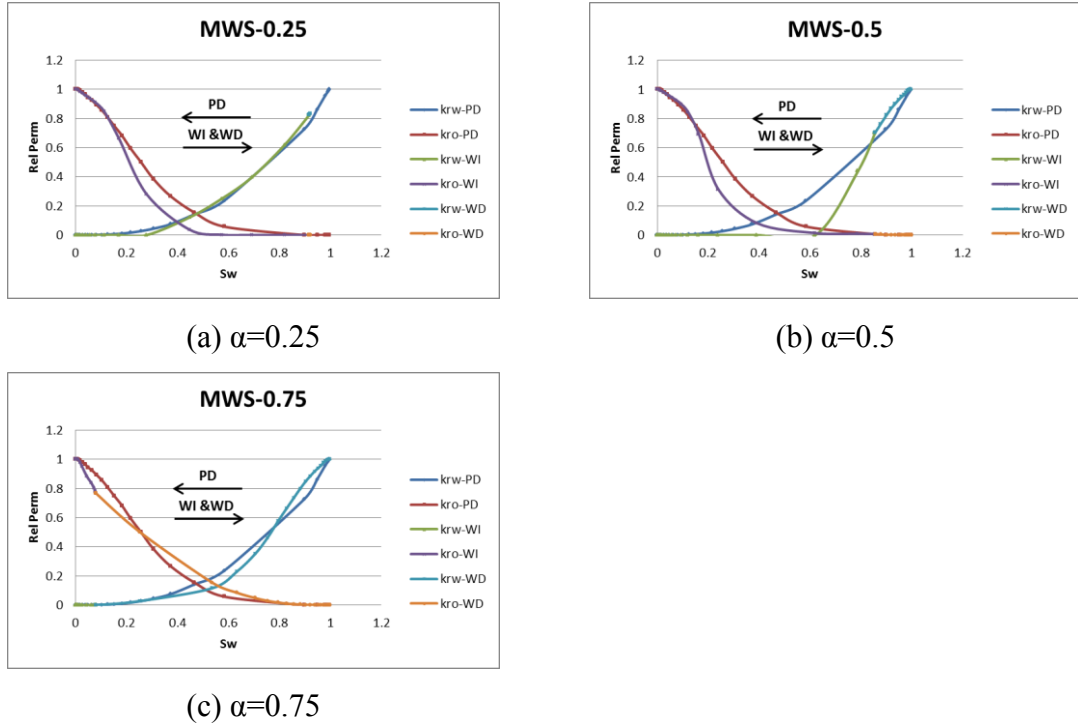 MWS-0.25
1.2
1
0.8
0.6
0.4
0.2
0
Rel Perm
PD
WI &WD
0 0.2 0.4 0.6 0.8 1 1.2
Sw
krw-PD
kro-PD
krw-WI
kro-WI
krw-WD
kro-WD
(a) α=0.25
MWS-0.5
1.2
1
0.8
0.6
0.4
0.2
0
Rel Perm
PD
WI &WD
0 0.2 0.4 0.6 0.8 1 1.2
Sw
krw-PD
kro-PD
krw-WI
kro-WI
krw-WD
kro-WD
(b) α=0.5
MWS-0.75
1.2
1
0.8
0.6
0.4
0.2
0
Rel Perm
PD
WI &WD
0 0.2 0.4 0.6 0.8 1 1.2
Sw
krw-PD
kro-PD
krw-WI
kro-WI
krw-WD
kro-WD
(c) α=0.75